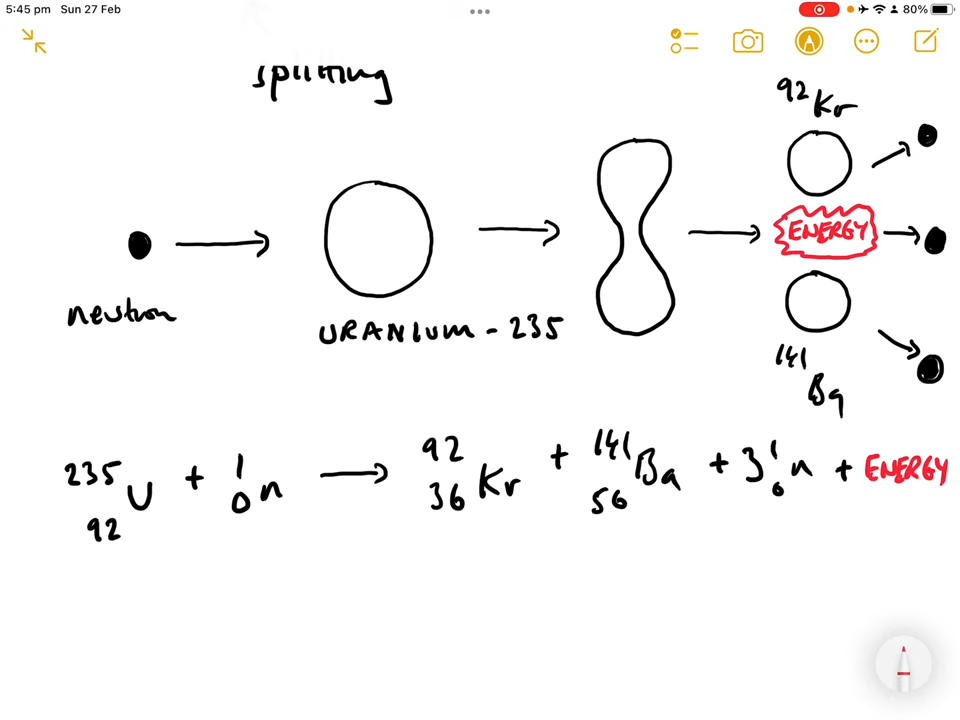 5:45 pm Sun 27 Feb
80%
splitting
92 Kr
ENERGY
neutron
URANIUM - 235
141 Ba
235 92 U + 1 0 n → 92 36 Kr + 141 56 Ba + 3 1 0 n + ENERGY